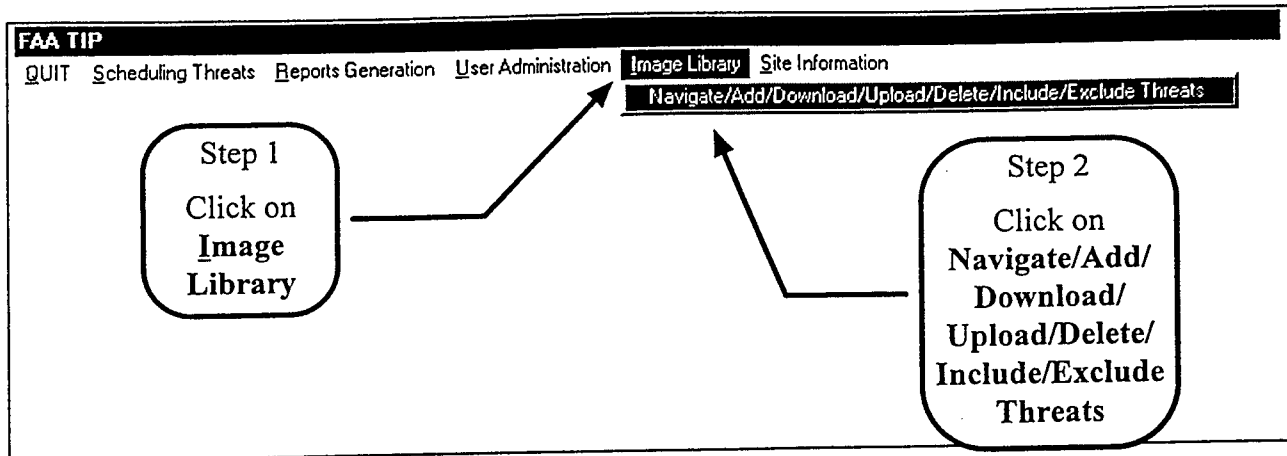 FAA TIP
QUIT Scheduling Threats Reports Generation User Administration Image Library Site Information
Navigate/Add/Download/Upload/Delete/Include/Exclude Threats
Step 1
Click on
Image
Library
Step 2
Click on
Navigate/Add/
Download/
Upload/Delete/
Include/Exclude
Threats